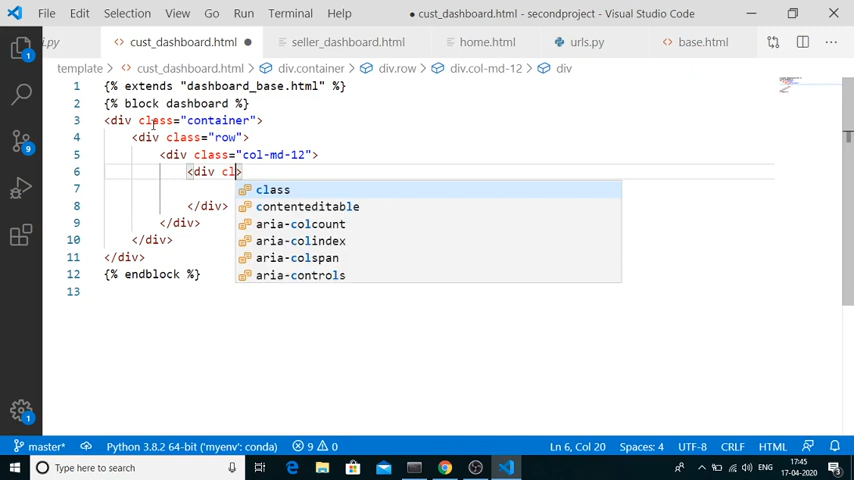 File Edit Selection View Go Run Terminal Help ● cust_dashboard.html - secondproject - Visual Studio Code
i.py cust_dashboard.html ● seller_dashboard.html home.html urls.py base.html
template > cust_dashboard.html > div.container > div.row > div.col-md-12 > div
1 {% extends "dashboard_base.html" %}
2 {% block dashboard %}
3 <div class="container">
4 <div class="row">
5 <div class="col-md-12">
6 <div cl>
7 class
contenteditable
8 </div>
aria-colcount
9 </div>
aria-colindex
10 </div>
aria-colspan
11 </div>
aria-controls
12 {% endblock %}
13
master* Python 3.8.2 64-bit ('myenv': conda) 9 0 Ln 6, Col 20 Spaces: 4 UTF-8 CRLF HTML
Type here to search ENG 17:45
17-04-2020
1
1
1
3